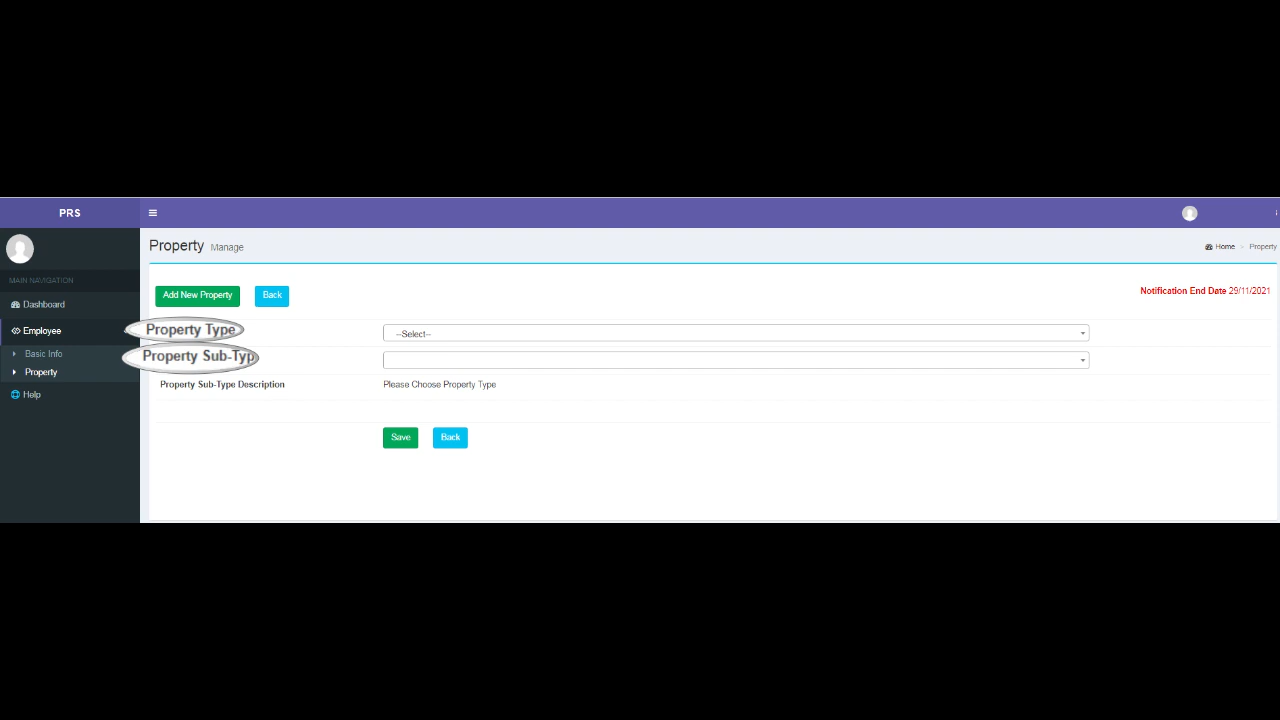 PRS
Property Manage
Home > Property
MAIN NAVIGATION
Dashboard
Employee
Basic Info
Property
Help
Add New Property
Back
Notification End Date 29/11/2021
Property Type
--Select--
Property Sub-Typ
Property Sub-Type Description
Please Choose Property Type
Save
Back